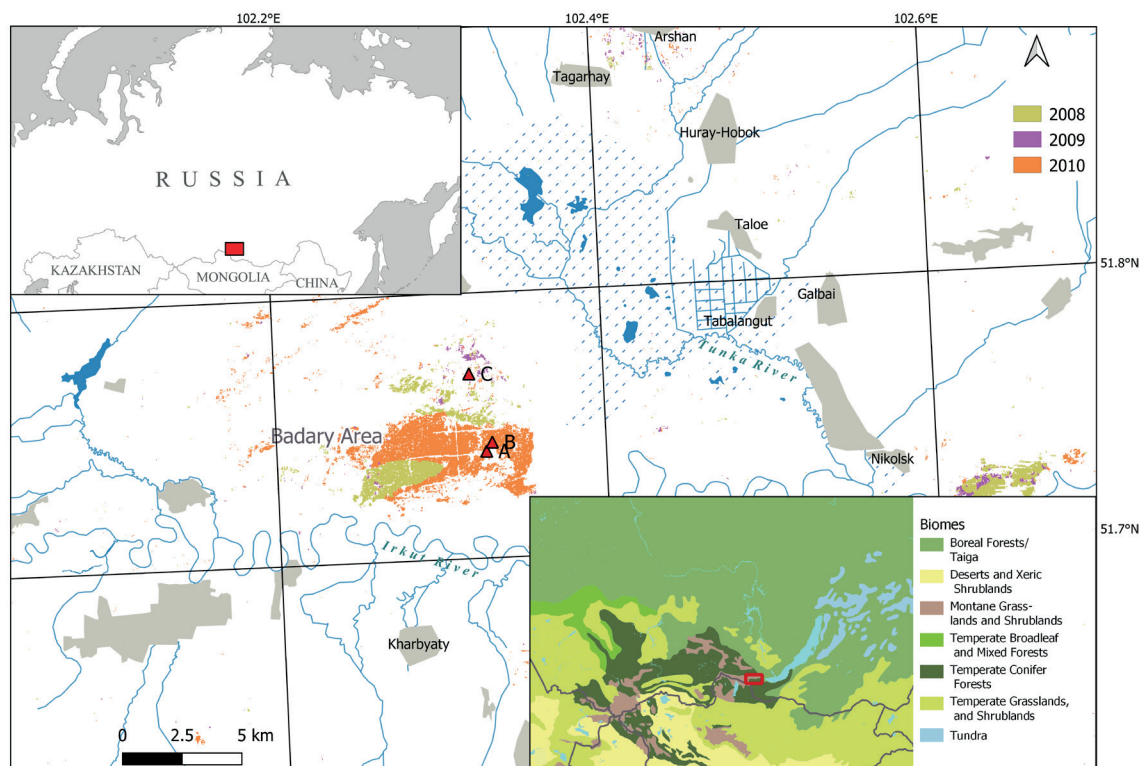 102.2°E
102.4°E
102.6°E
Arshan
Tagarhay
Huray-Hobok
2008
2009
2010
RUSSIA
KAZAKHSTAN
MONGOLIA
CHINA
Taloe
51.8°N
Galbai
Tabalangut
Tunka River
C
Badary Area
B
A
Nikolsk
51.7°N
Irkut River
Kharbyaty
Biomes
Boreal Forests/
Taiga
Deserts and Xeric
Shrublands
Montane Grass-
lands and Shrublands
Temperate Broadleaf
and Mixed Forests
Temperate Conifer
Forests
Temperate Grasslands,
and Shrublands
Tundra
0 2.5 5 km